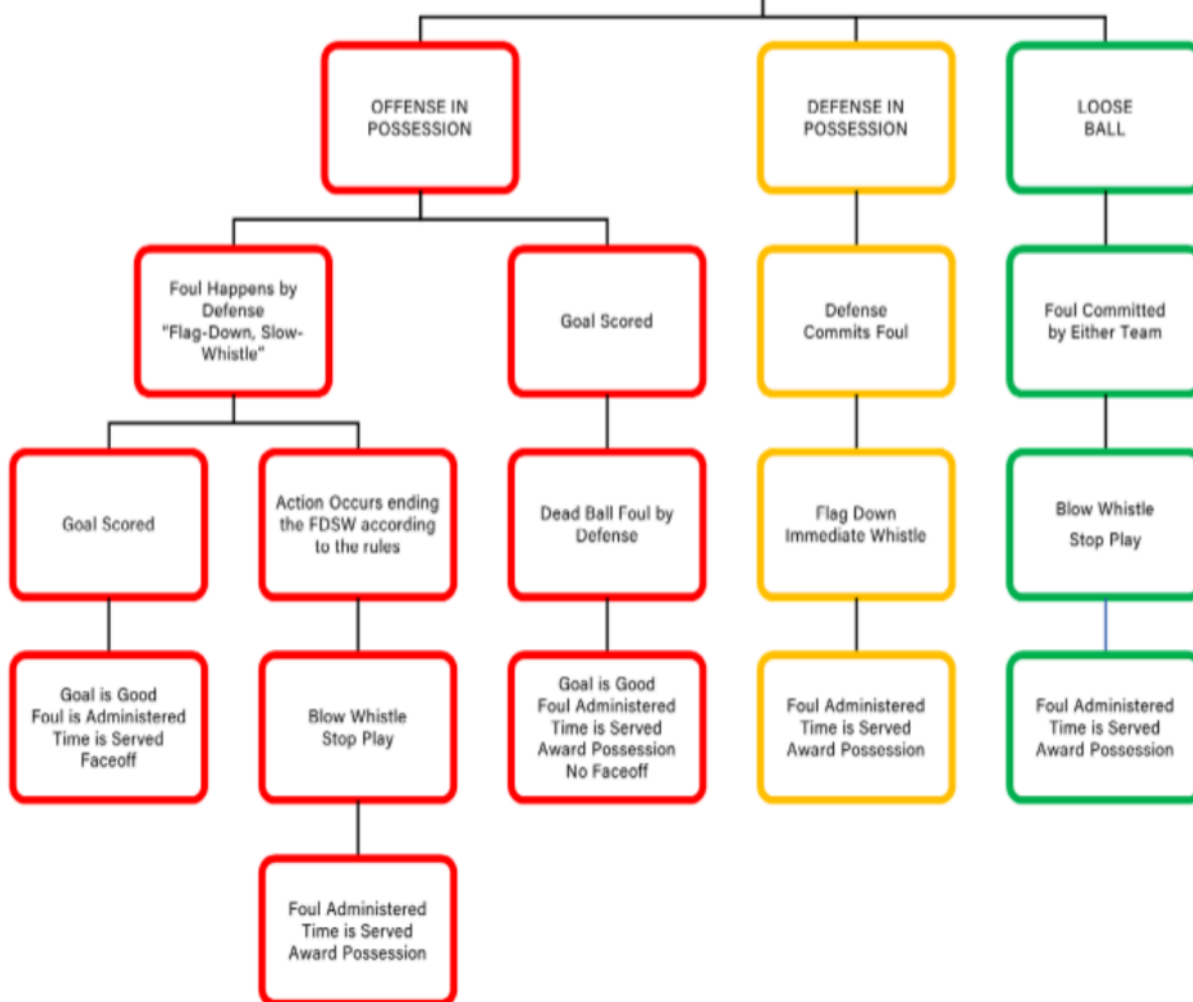 OFFENSE IN
POSSESSION
DEFENSE IN
POSSESSION
LOOSE
BALL
Foul Happens by
Defense
"Flag-Down, Slow-
Whistle"
Goal Scored
Defense
Commits Foul
Foul Committed
by Either Team
Goal Scored
Action Occurs ending
the FDSW according
to the rules
Dead Ball Foul by
Defense
Flag Down
Immediate Whistle
Blow Whistle
Stop Play
Goal is Good
Foul is Administered
Time is Served
Faceoff
Blow Whistle
Stop Play
Goal is Good
Foul Administered
Time is Served
Award Possession
No Faceoff
Foul Administered
Time is Served
Award Possession
Foul Administered
Time is Served
Award Possession
Foul Administered
Time is Served
Award Possession